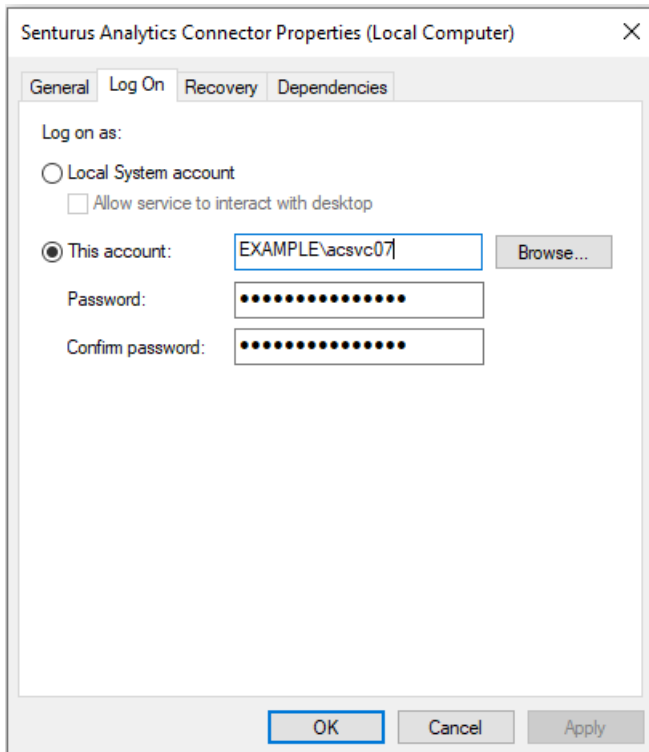 Senturus Analytics Connector Properties (Local Computer)
General Log On Recovery Dependencies
Log on as:
Local System account
Allow service to interact with desktop
This account: EXAMPLE\acsvc07 Browse...
Password: ●●●●●●●●●●●●●●●
Confirm password: ●●●●●●●●●●●●●●●
OK Cancel Apply